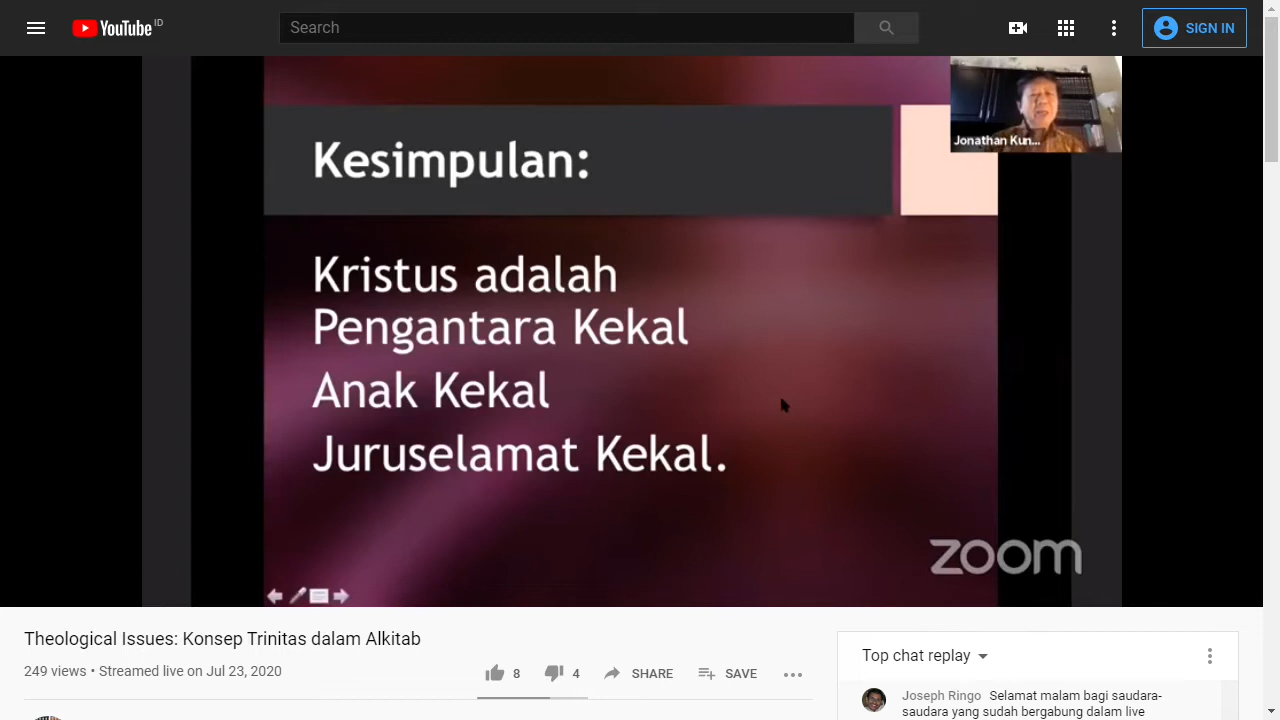 YouTube ID
Search
SIGN IN
Jonathan Kun...
Kesimpulan:
Kristus adalah
Pengantara Kekal
Anak Kekal
Juruselamat Kekal.
zoom
Theological Issues: Konsep Trinitas dalam Alkitab
249 views • Streamed live on Jul 23, 2020
8
4
SHARE
SAVE
Top chat replay
Joseph Ringo Selamat malam bagi saudara-
saudara yang sudah bergabung dalam live